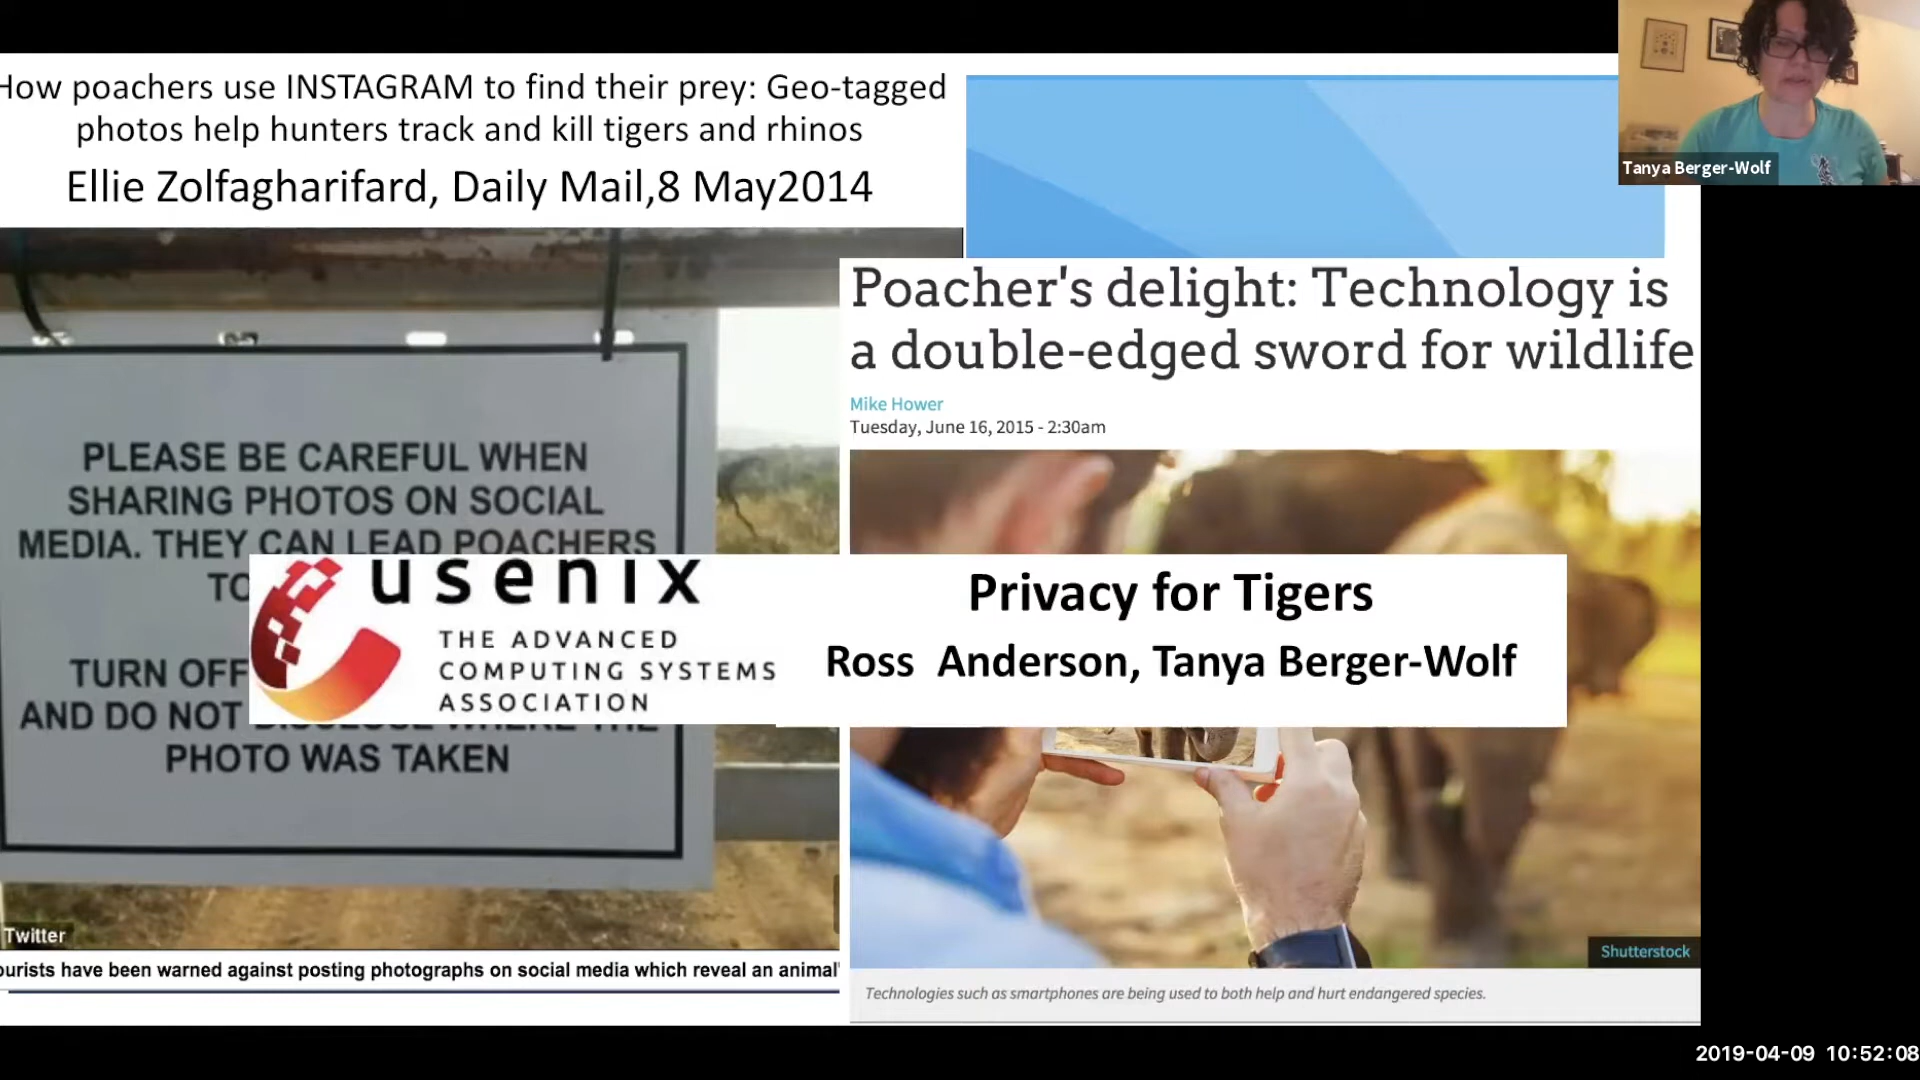 How poachers use INSTAGRAM to find their prey: Geo-tagged
photos help hunters track and kill tigers and rhinos
Ellie Zolfagharifard, Daily Mail,8 May2014
PLEASE BE CAREFUL WHEN
SHARING PHOTOS ON SOCIAL
MEDIA. THEY CAN LEAD POACHERS
TO
TURN OFF
AND DO NOT DISCLOSE WHERE THE
PHOTO WAS TAKEN
Twitter
ourists have been warned against posting photographs on social media which reveal an animal'
usenix
THE ADVANCED
COMPUTING SYSTEMS
ASSOCIATION
Privacy for Tigers
Ross Anderson, Tanya Berger-Wolf
Poacher's delight: Technology is
a double-edged sword for wildlife
Mike Hower
Tuesday, June 16, 2015 - 2:30am
Shutterstock
Technologies such as smartphones are being used to both help and hurt endangered species.
Tanya Berger-Wolf
2019-04-09 10:52:08